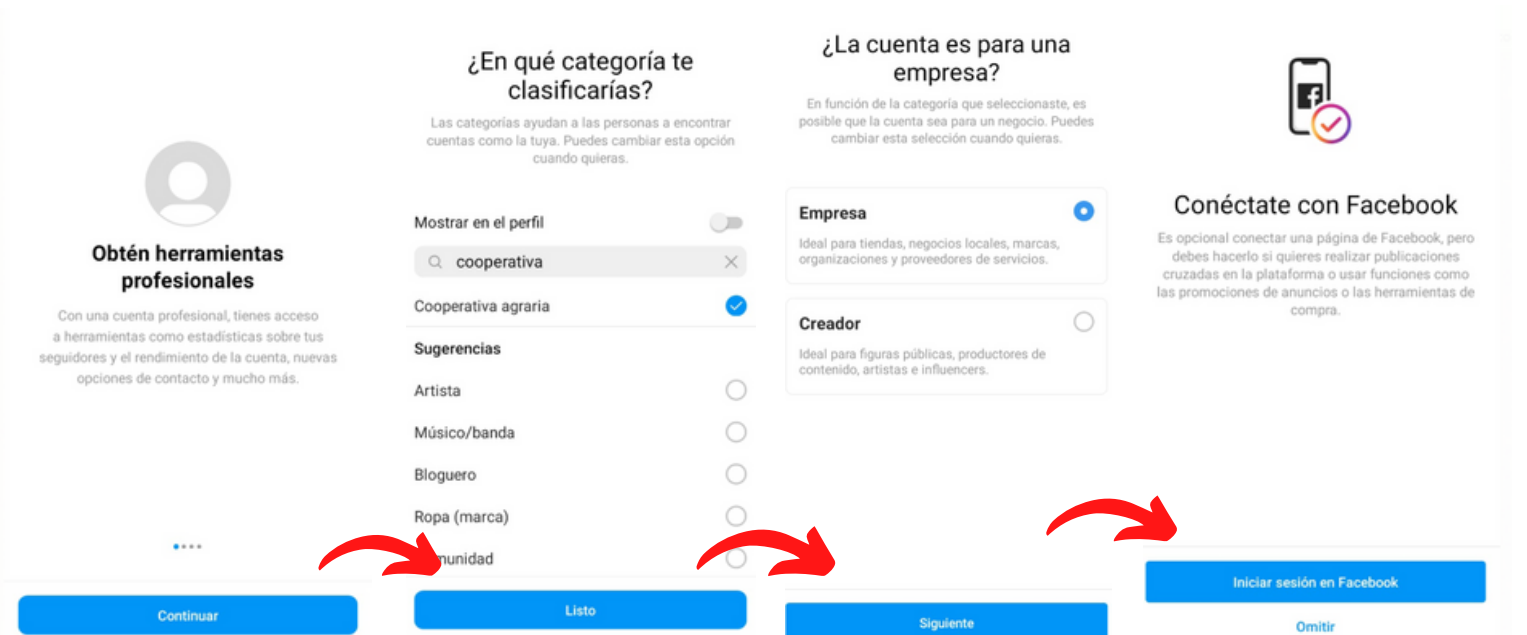 Obtén herramientas
profesionales
Con una cuenta profesional, tienes acceso
a herramientas como estadísticas sobre tus
seguidores y el rendimiento de la cuenta, nuevas
opciones de contacto y mucho más.
Continuar
¿En qué categoría te
clasificarías?
Las categorías ayudan a las personas a encontrar
cuentas como la tuya. Puedes cambiar esta opción
cuando quieras.
Mostrar en el perfil
cooperativa
Cooperativa agraria
Sugerencias
Artista
Músico/banda
Bloguero
Ropa (marca)
Listo
¿La cuenta es para una
empresa?
En función de la categoría que seleccionaste, es
posible que la cuenta sea para un negocio. Puedes
cambiar esta selección cuando quieras.
Empresa
Ideal para tiendas, negocios locales, marcas,
organizaciones y proveedores de servicios.
Creador
Ideal para figuras públicas, productores de
contenido, artistas e influencers.
Siguiente
Conéctate con Facebook
Es opcional conectar una página de Facebook, pero
debes hacerlo si quieres realizar publicaciones
cruzadas en la plataforma o usar funciones como
las promociones de anuncios o las herramientas de
compra.
Iniciar sesión en Facebook
Omitir